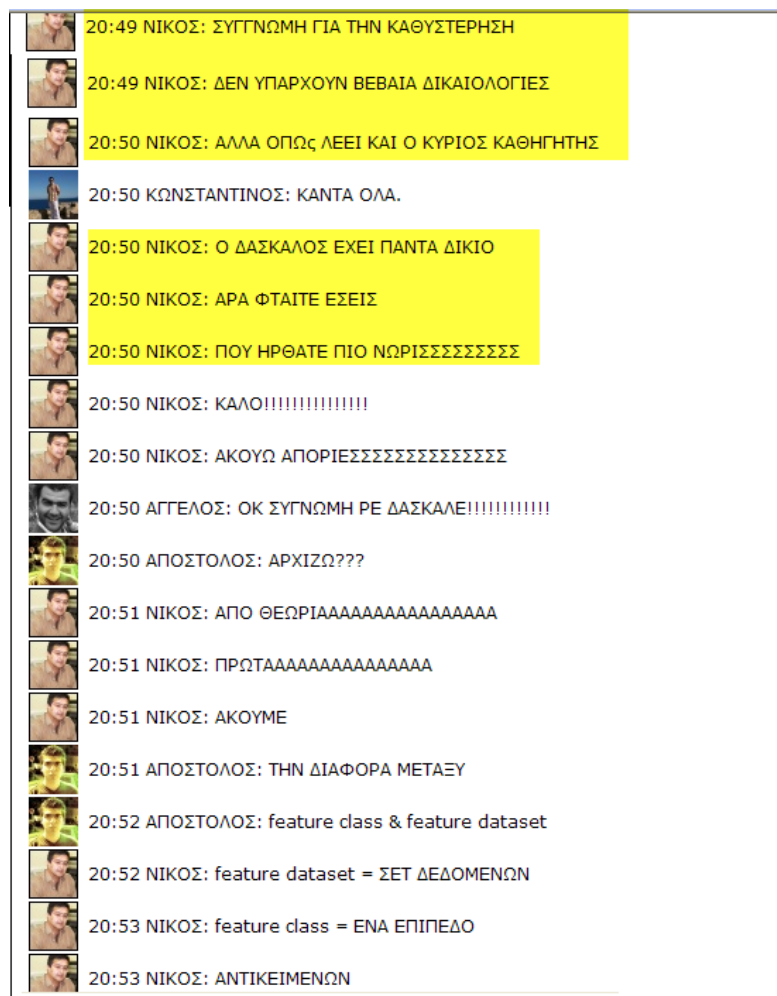 20:49 ΝΙΚΟΣ: ΣΥΓΓΝΩΜΗ ΓΙΑ ΤΗΝ ΚΑΘΥΣΤΕΡΗΣΗ
20:49 ΝΙΚΟΣ: ΔΕΝ ΥΠΑΡΧΟΥΝ ΒΕΒΑΙΑ ΔΙΚΑΙΟΛΟΓΙΕΣ
20:50 ΝΙΚΟΣ: ΑΛΛΑ ΟΠΩς ΛΕΕΙ ΚΑΙ Ο ΚΥΡΙΟΣ ΚΑΘΗΓΗΤΗΣ
20:50 ΚΩΝΣΤΑΝΤΙΝΟΣ: ΚΑΝΤΑ ΟΛΑ.
20:50 ΝΙΚΟΣ: Ο ΔΑΣΚΑΛΟΣ ΕΧΕΙ ΠΑΝΤΑ ΔΙΚΙΟ
20:50 ΝΙΚΟΣ: ΑΡΑ ΦΤΑΙΤΕ ΕΣΕΙΣ
20:50 ΝΙΚΟΣ: ΠΟΥ ΗΡΘΑΤΕ ΠΙΟ ΝΩΡΙΣΣΣΣΣΣΣΣΣ
20:50 ΝΙΚΟΣ: ΚΑΛΟ!!!!!!!!!!!!!!!
20:50 ΝΙΚΟΣ: ΑΚΟΥΩ ΑΠΟΡΙΕΣΣΣΣΣΣΣΣΣΣΣΣΣΣ
20:50 ΑΓΓΕΛΟΣ: ΟΚ ΣΥΓΝΩΜΗ ΡΕ ΔΑΣΚΑΛΕ!!!!!!!!!!!!
20:50 ΑΠΟΣΤΟΛΟΣ: ΑΡΧΙΖΩ???
20:51 ΝΙΚΟΣ: ΑΠΟ ΘΕΩΡΙΑΑΑΑΑΑΑΑΑΑΑΑΑΑΑΑ
20:51 ΝΙΚΟΣ: ΠΡΩΤΑΑΑΑΑΑΑΑΑΑΑΑΑΑΑ
20:51 ΝΙΚΟΣ: ΑΚΟΥΜΕ
20:51 ΑΠΟΣΤΟΛΟΣ: ΤΗΝ ΔΙΑΦΟΡΑ ΜΕΤΑΞΥ
20:52 ΑΠΟΣΤΟΛΟΣ: feature class & feature dataset
20:52 ΝΙΚΟΣ: feature dataset = ΣΕΤ ΔΕΔΟΜΕΝΩΝ
20:53 ΝΙΚΟΣ: feature class = ΕΝΑ ΕΠΙΠΕΔΟ
20:53 ΝΙΚΟΣ: ΑΝΤΙΚΕΙΜΕΝΩΝ